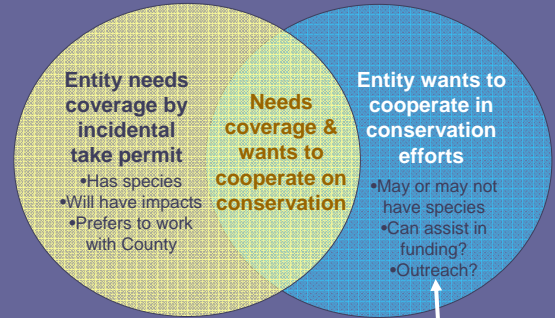 Entity needs
coverage by
incidental
take permit
•Has species
•Will have impacts
•Prefers to work
with County
Needs
coverage &
wants to
cooperate on
conservation
Entity wants to
cooperate in
conservation
efforts
•May or may not
have species
•Can assist in
funding?
•Outreach?